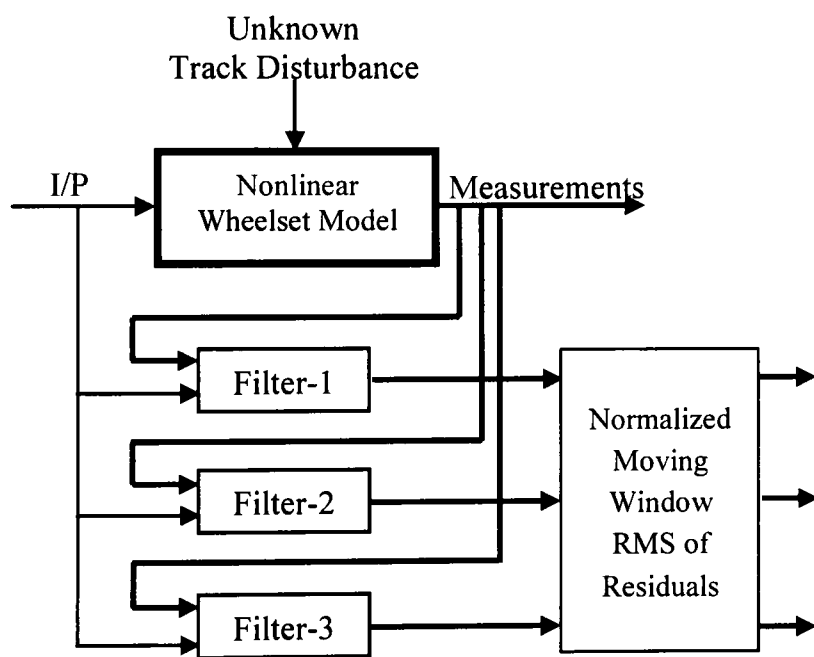 Unknown
Track Disturbance
I/P
Nonlinear
Wheelset Model
Measurements
Filter-1
Filter-2
Filter-3
Normalized
Moving
Window
RMS of
Residuals